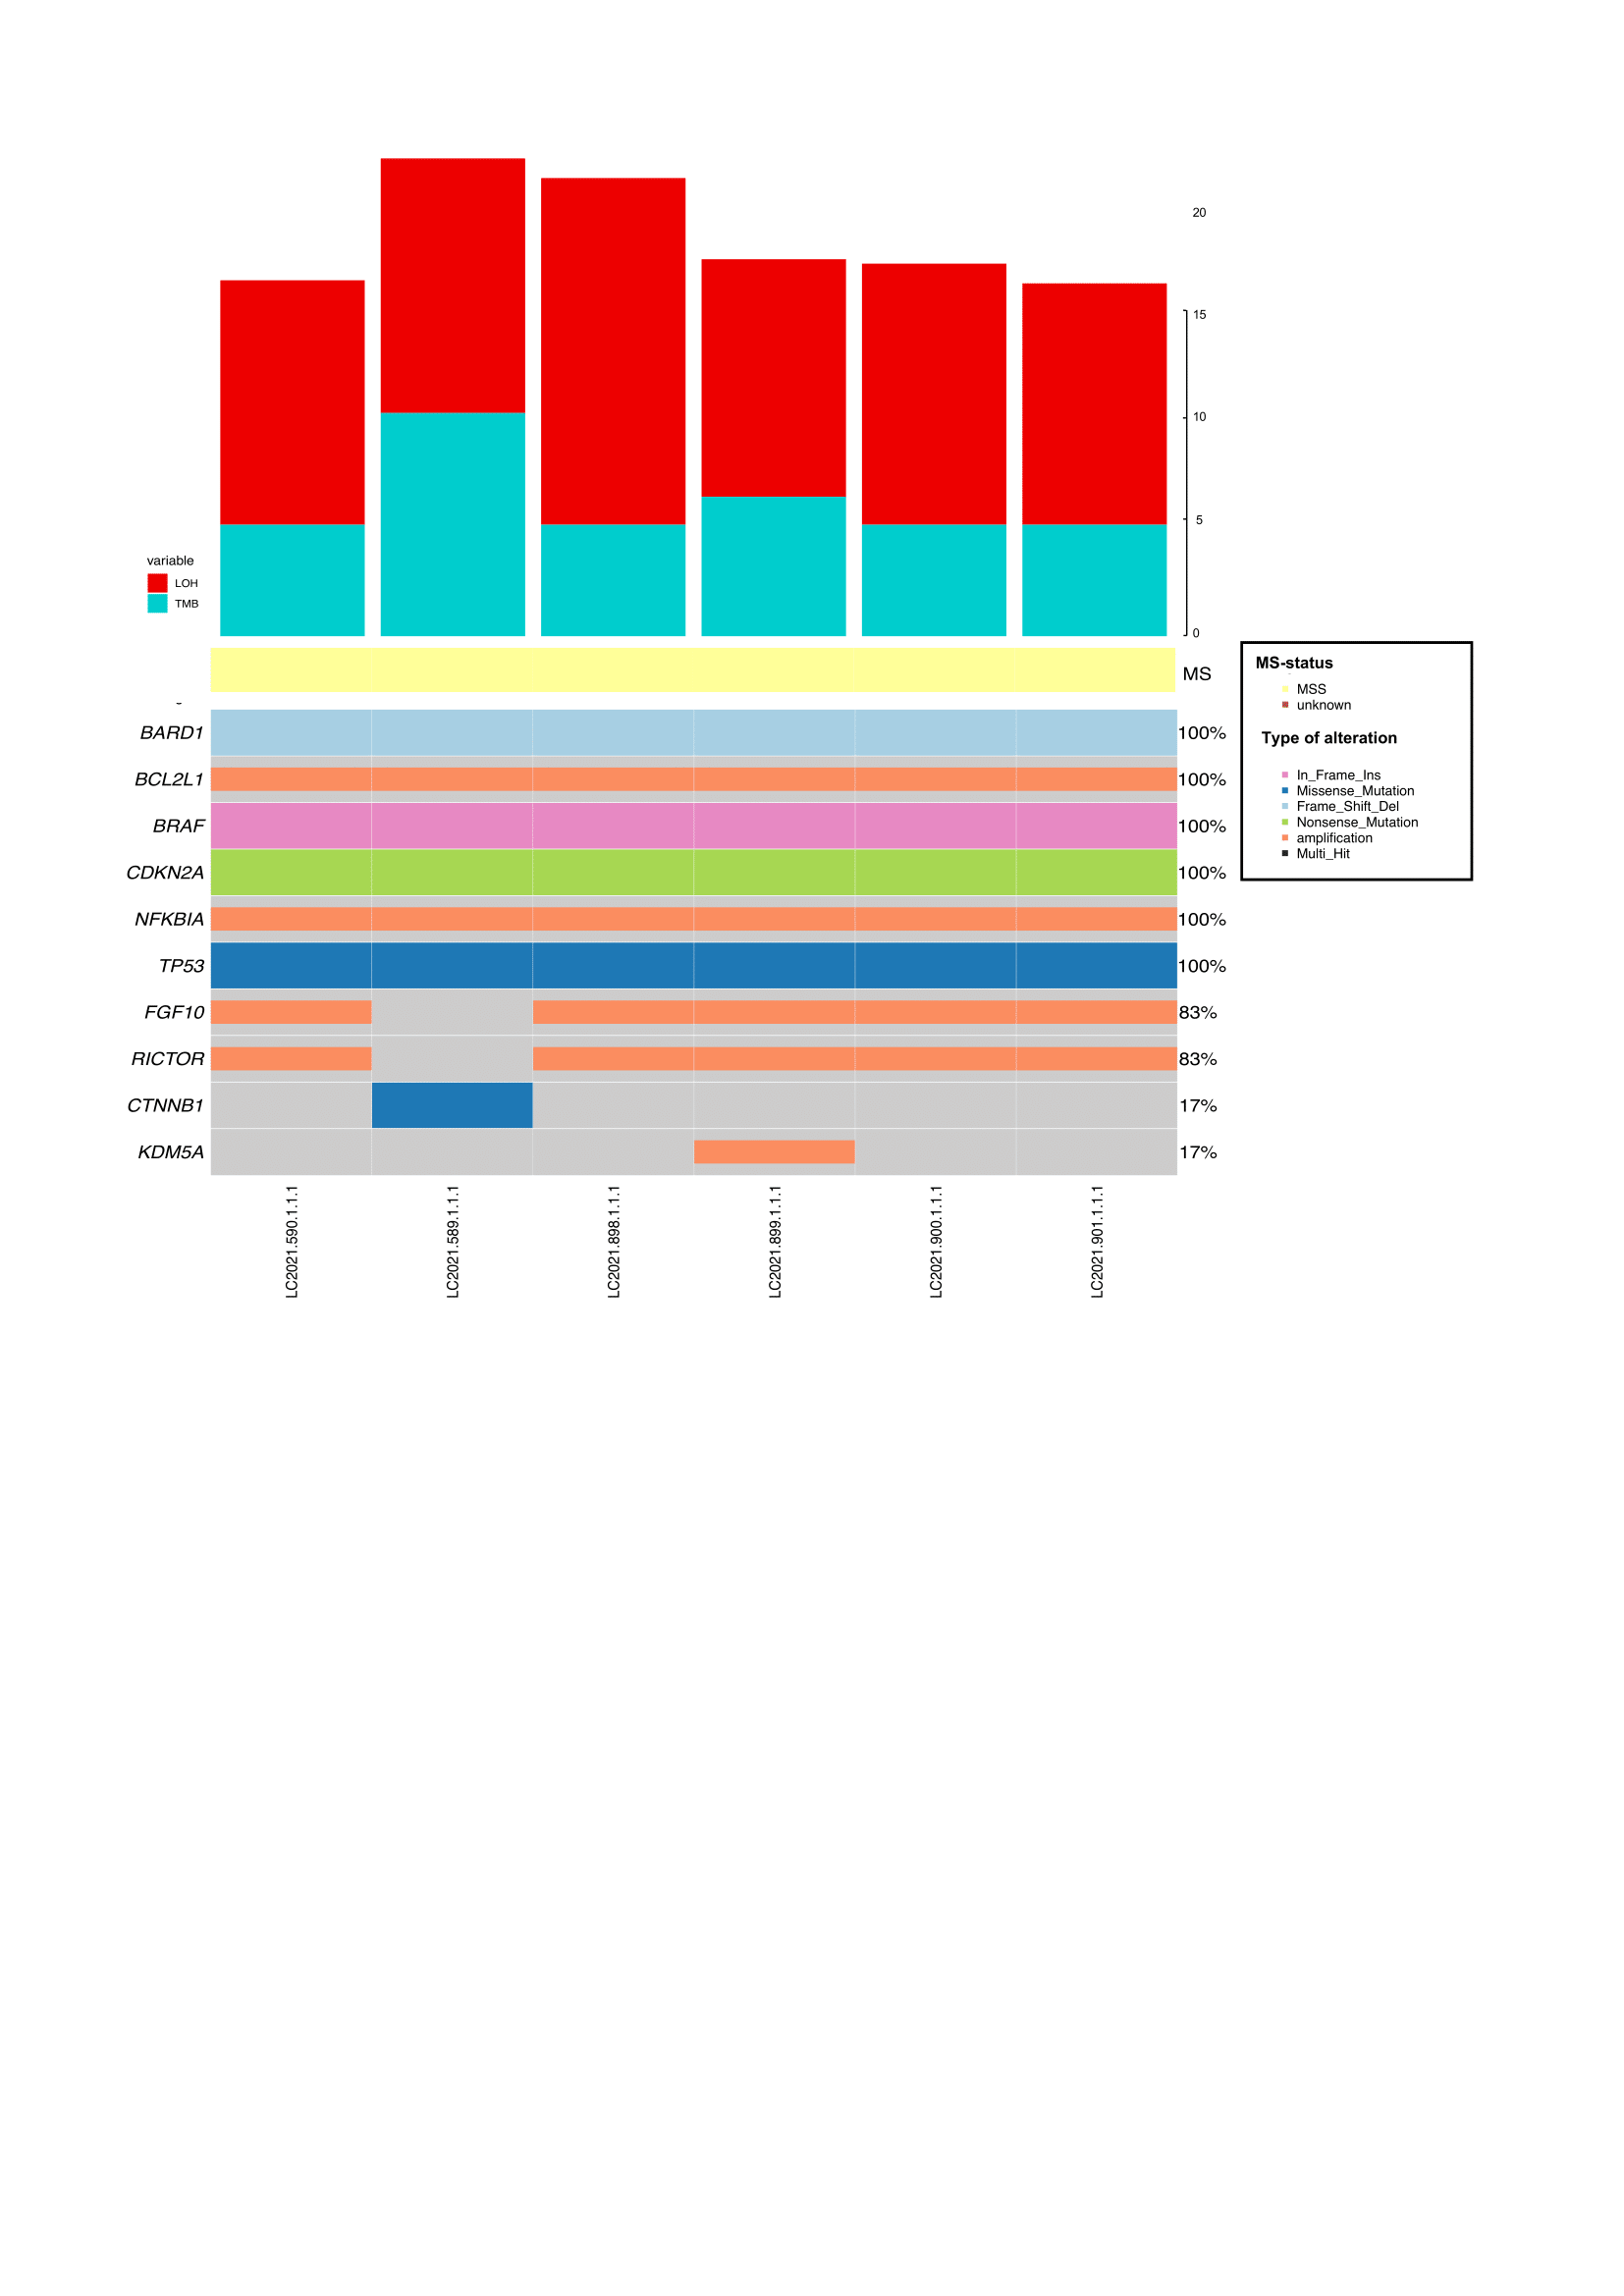 20
15
10
5
0
variable
LOH
TMB
MS
MS-status
MSS
unknown
Type of alteration
In_Frame_Ins
Missense_Mutation
Frame_Shift_Del
Nonsense_Mutation
amplification
Multi_Hit
BARD1 100%
BCL2L1 100%
BRAF 100%
CDKN2A 100%
NFKBIA 100%
TP53 100%
FGF10 83%
RICTOR 83%
CTNNB1 17%
KDM5A 17%
LC2021.590.1.1.1
LC2021.589.1.1.1
LC2021.898.1.1.1
LC2021.899.1.1.1
LC2021.900.1.1.1
LC2021.901.1.1.1